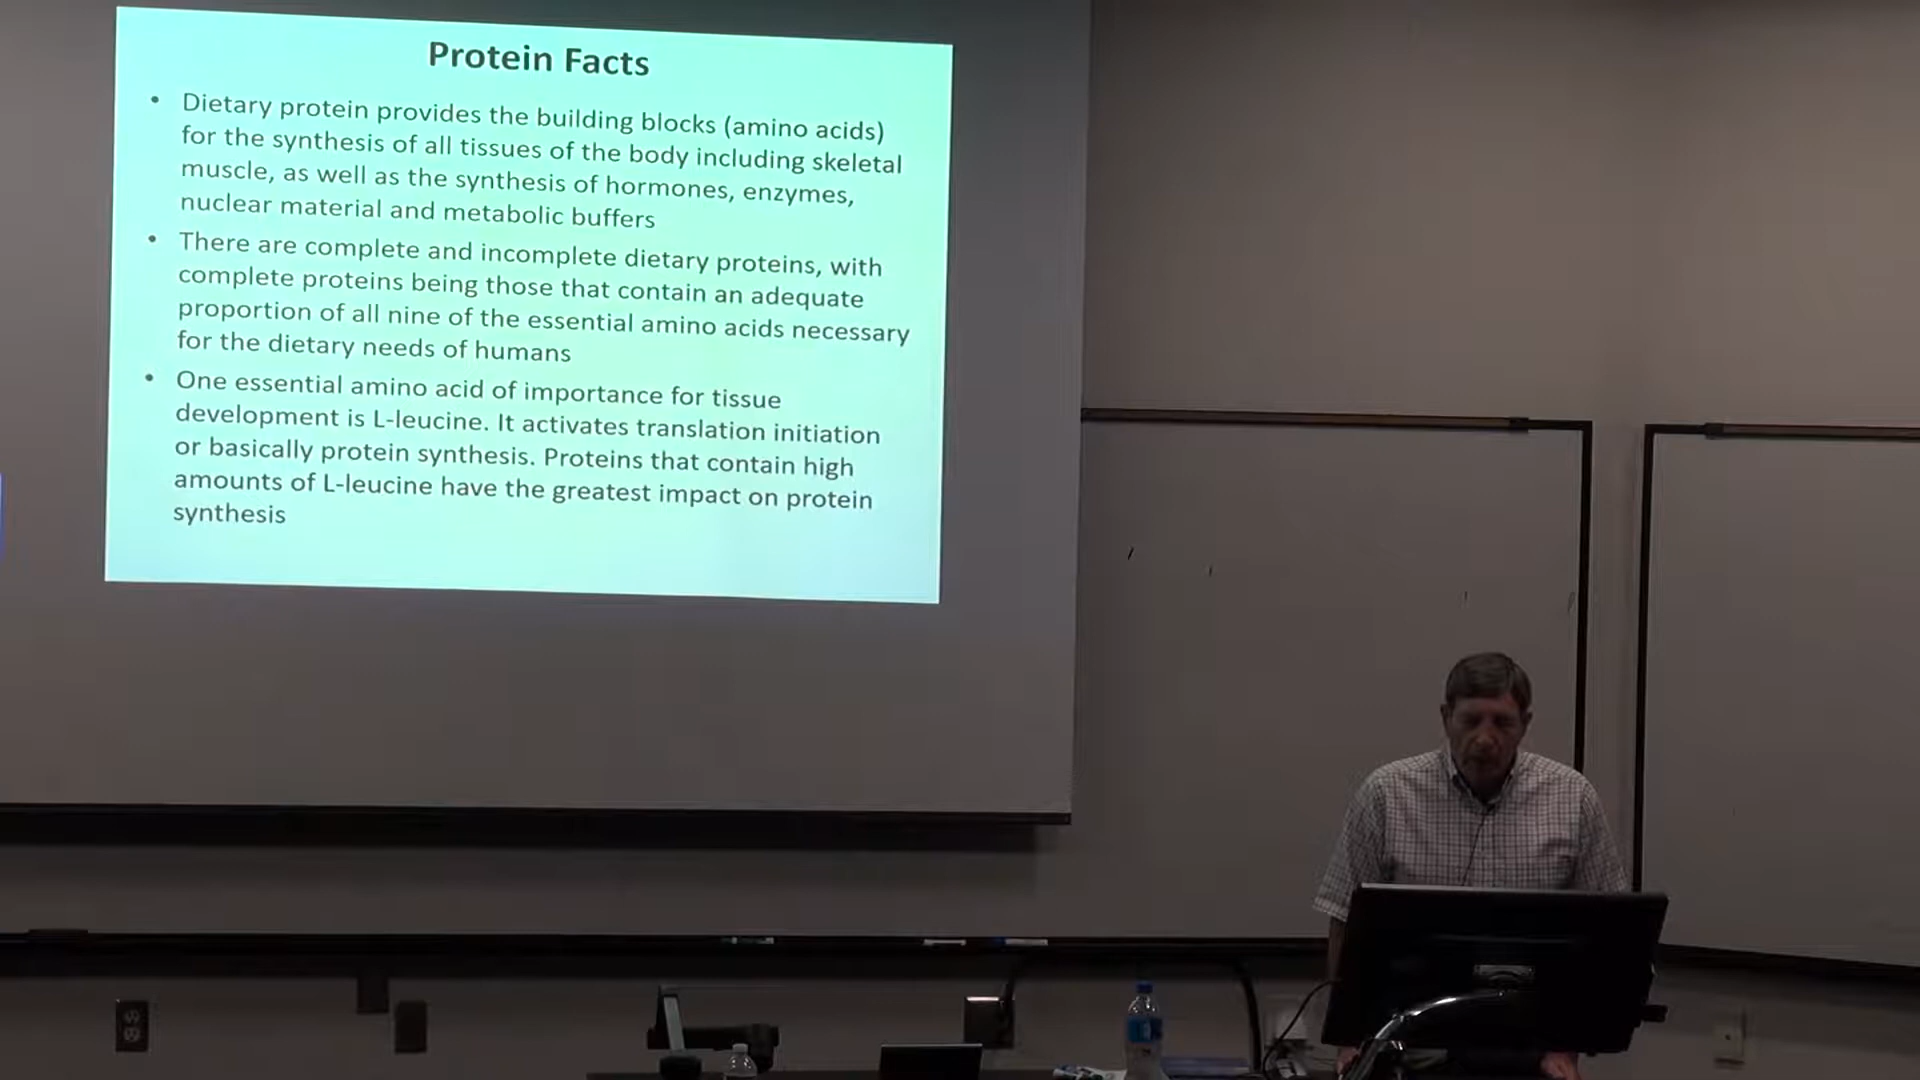 Protein Facts
• Dietary protein provides the building blocks (amino acids)
for the synthesis of all tissues of the body including skeletal
muscle, as well as the synthesis of hormones, enzymes,
nuclear material and metabolic buffers
• There are complete and incomplete dietary proteins, with
complete proteins being those that contain an adequate
proportion of all nine of the essential amino acids necessary
for the dietary needs of humans
• One essential amino acid of importance for tissue
development is L-leucine. It activates translation initiation
or basically protein synthesis. Proteins that contain high
amounts of L-leucine have the greatest impact on protein
synthesis